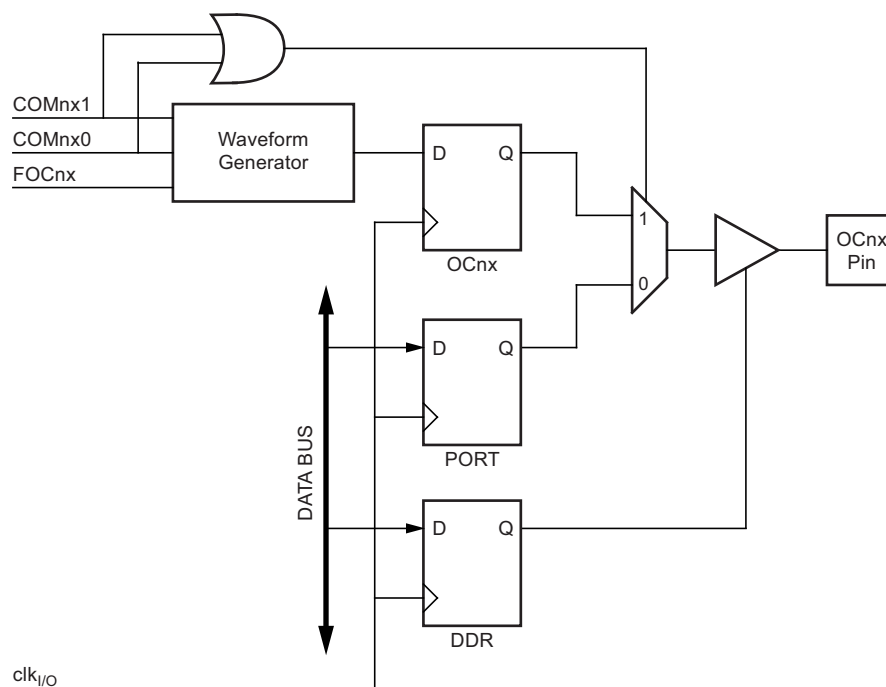 COMnx1
COMnx0
FOCnx
Waveform
Generator
D
Q
OCnx
1
0
OCnx
Pin
D
Q
PORT
DATA BUS
D
Q
DDR
clkI/O